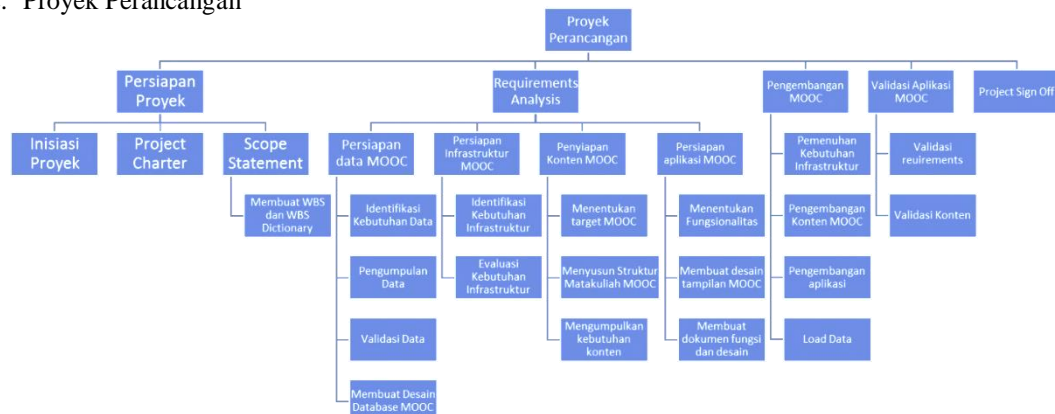 . Proyek Perancangan
Proyek
Perancangan
Persiapan
Proyek
Requirements
Analysis
Pengembangan
MOOC
Validasi Aplikasi
MOOC
Project Sign Off
Inisiasi
Proyek
Project
Charter
Scope
Statement
Persiapan
data MOOC
Persiapan
Infrastruktur
MOOC
Penyiapan
Konten MOOC
Persiapan
aplikasi MOOC
Pemenuhan
Kebutuhan
Infrastruktur
Validasi
reuirements
Membuat WBS
dan WBS
Dictionary
Identifikasi
Kebutuhan Data
Identifikasi
Kebutuhan
Infrastruktur
Menentukan
target MOOC
Menentukan
Fungsionalitas
Pengembangan
Konten MOOC
Validasi Konten
Pengumpulan
Data
Evaluasi
Kebutuhan
Infrastruktur
Menyusun Struktur
Matakuliah MOOC
Membuat desain
tampilan MOOC
Pengembangan
aplikasi
Validasi Data
Mengumpulkan
kebutuhan
konten
Membuat
dokumen fungsi
dan desain
Load Data
Membuat Desain
Database MOOC